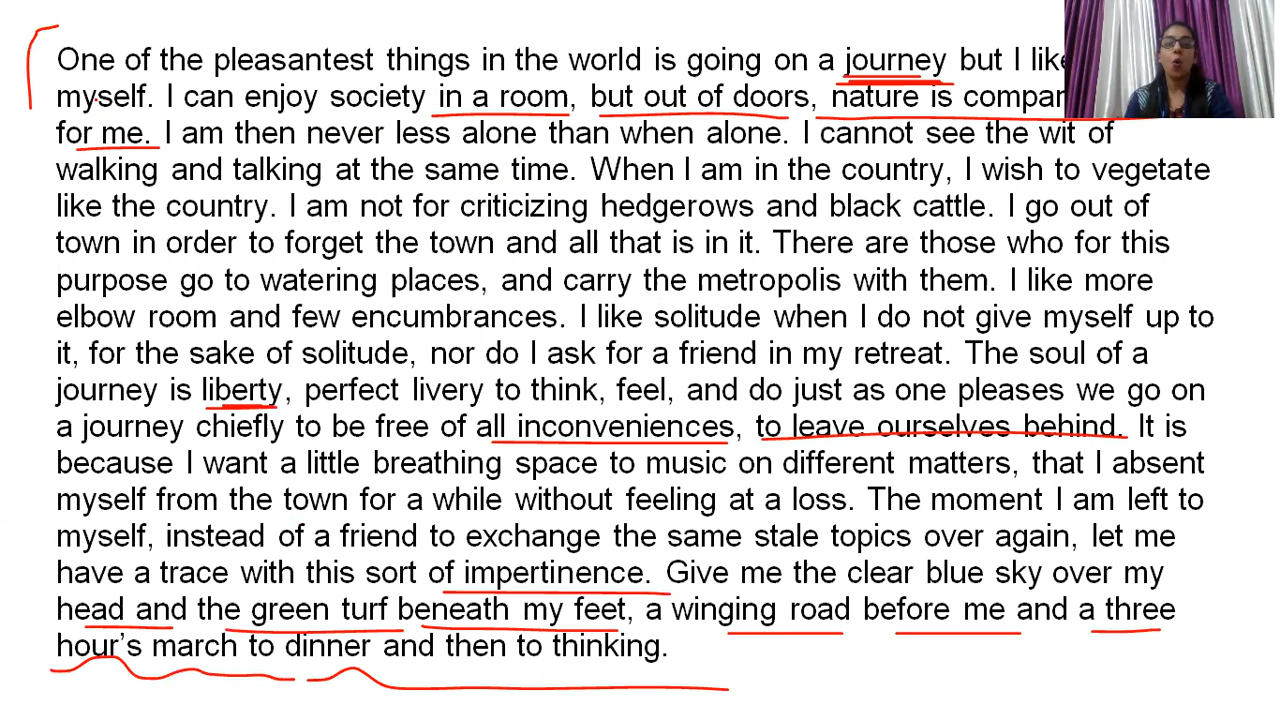 One of the pleasantest things in the world is going on a journey but I like
myself. I can enjoy society in a room, but out of doors, nature is compan
for me. I am then never less alone than when alone. I cannot see the wit of
walking and talking at the same time. When I am in the country, I wish to vegetate
like the country. I am not for criticizing hedgerows and black cattle. I go out of
town in order to forget the town and all that is in it. There are those who for this
purpose go to watering places, and carry the metropolis with them. I like more
elbow room and few encumbrances. I like solitude when I do not give myself up to
it, for the sake of solitude, nor do I ask for a friend in my retreat. The soul of a
journey is liberty, perfect livery to think, feel, and do just as one pleases we go on
a journey chiefly to be free of all inconveniences, to leave ourselves behind. It is
because I want a little breathing space to music on different matters, that I absent
myself from the town for a while without feeling at a loss. The moment I am left to
myself, instead of a friend to exchange the same stale topics over again, let me
have a trace with this sort of impertinence. Give me the clear blue sky over my
head and the green turf beneath my feet, a winging road before me and a three
hour's march to dinner and then to thinking.